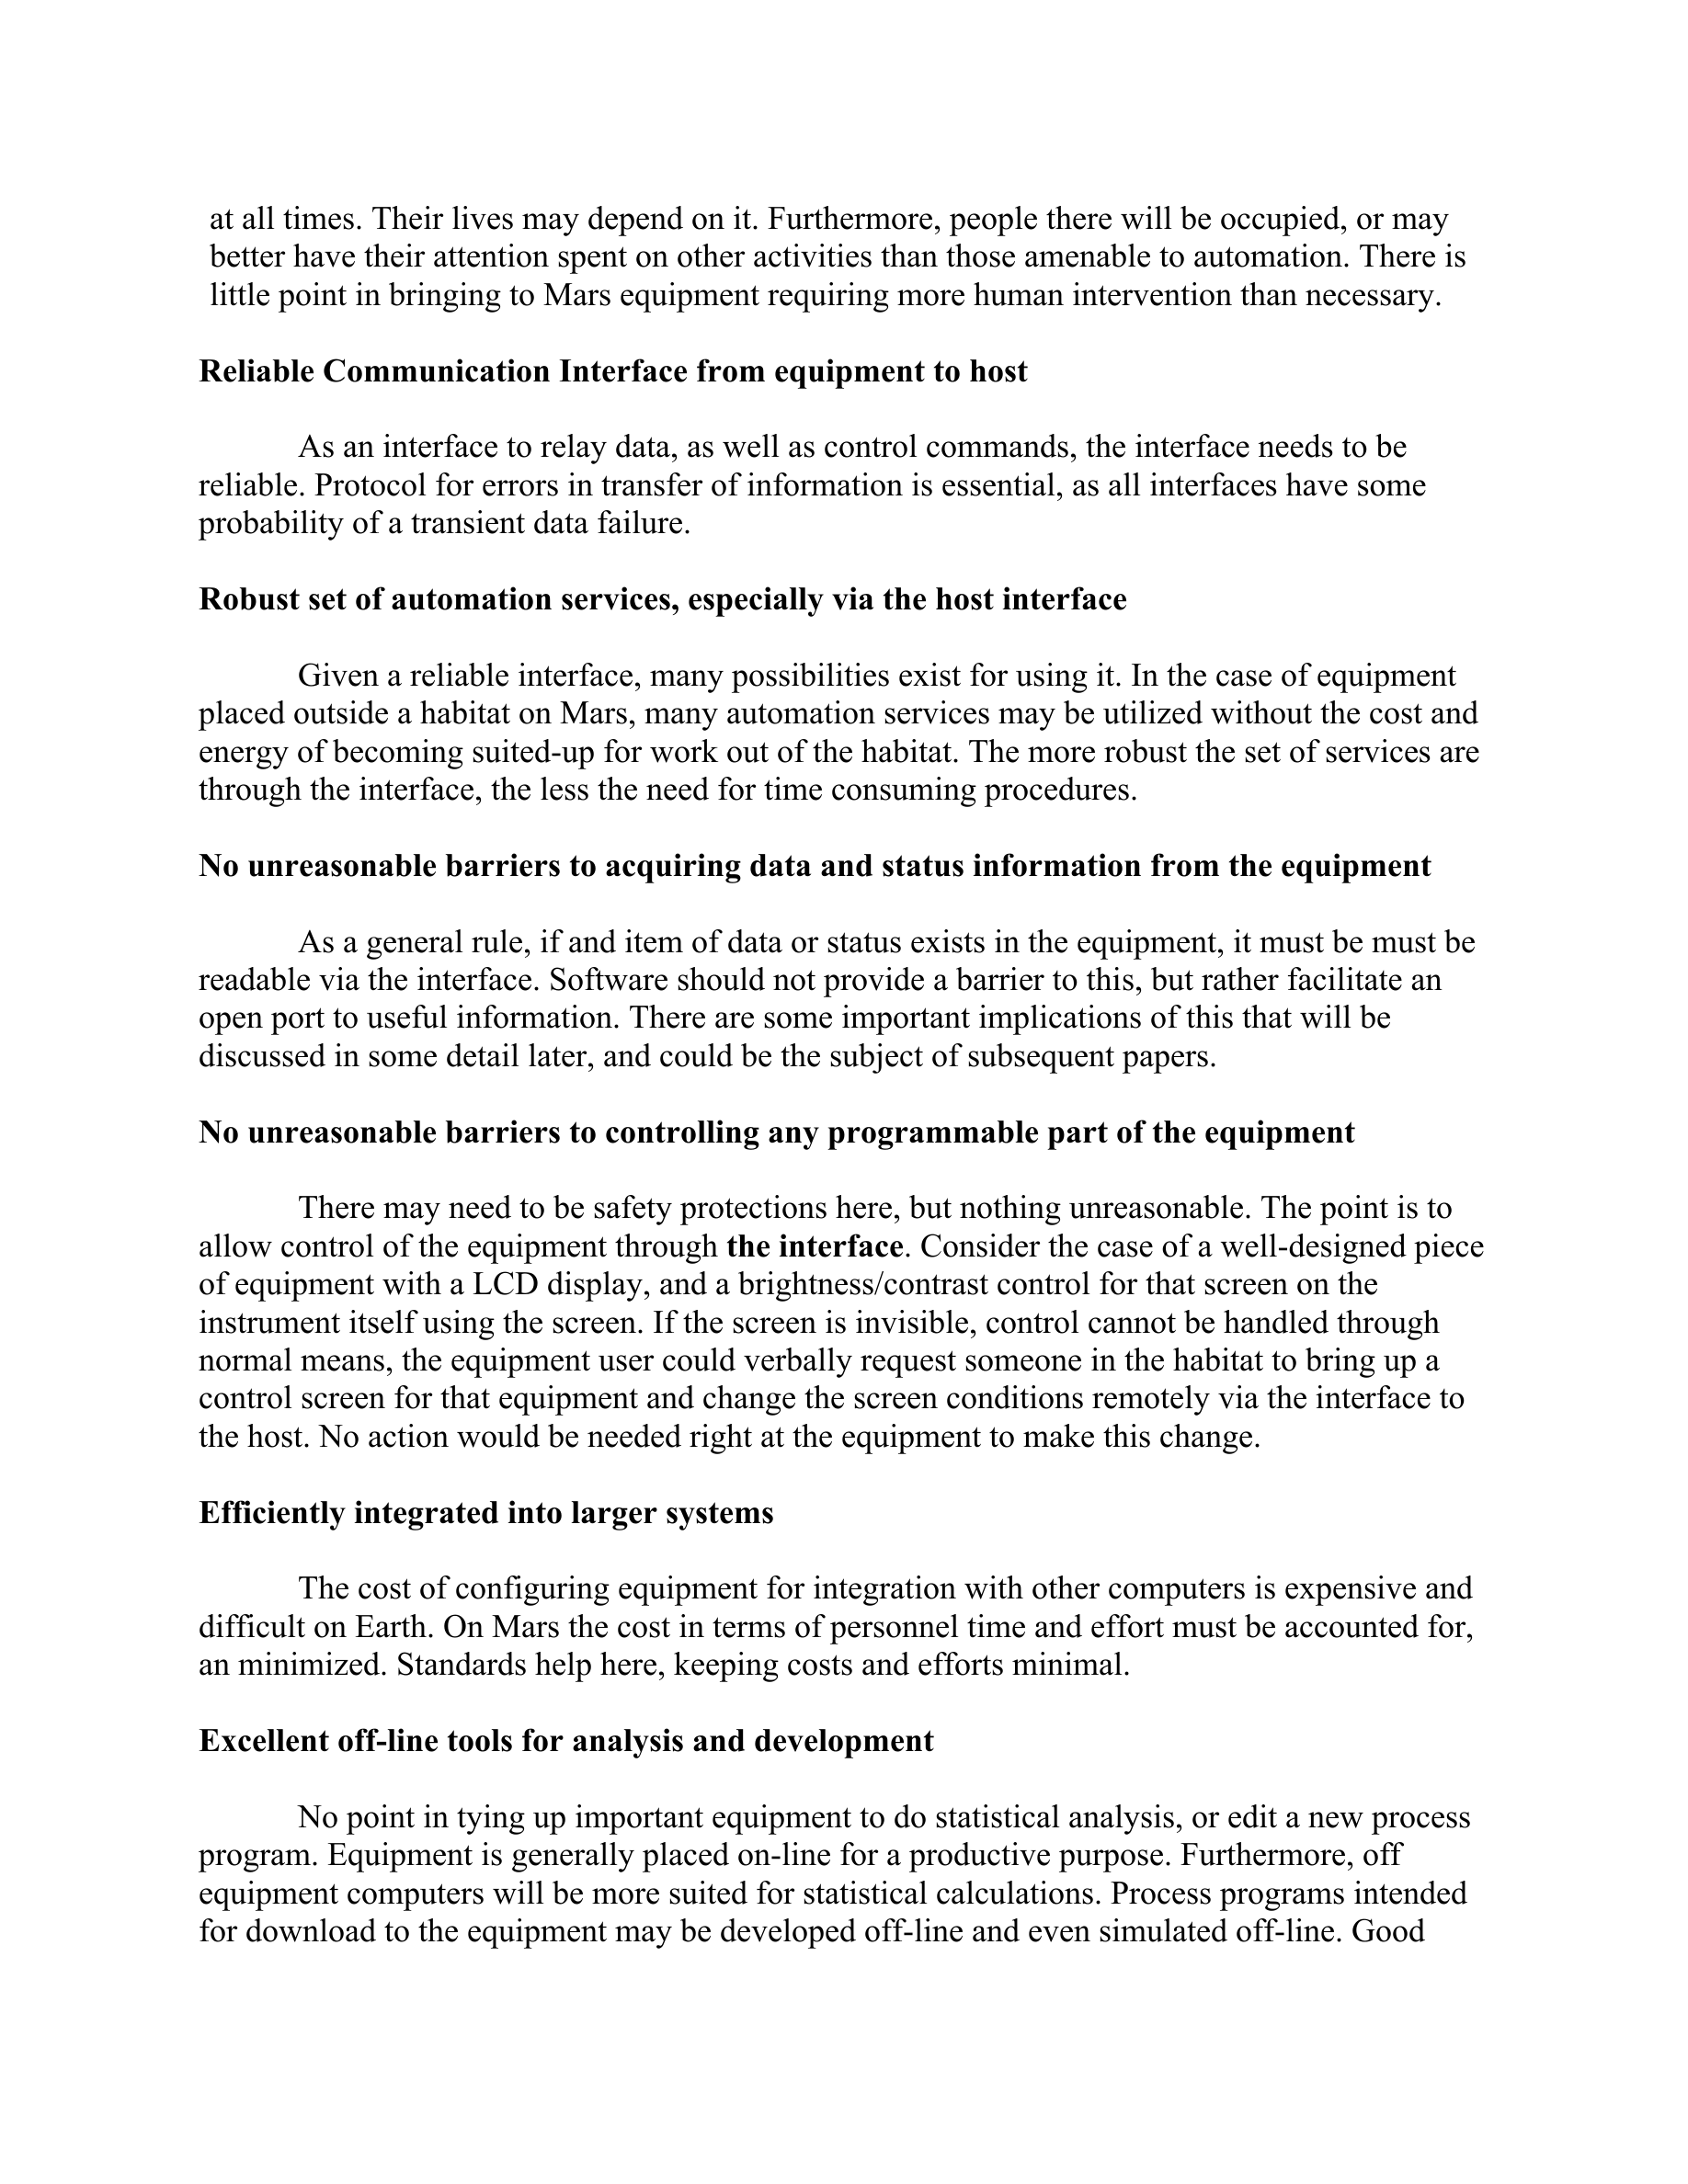 at all times. Their lives may depend on it. Furthermore, people there will be occupied, or may
better have their attention spent on other activities than those amenable to automation. There is
little point in bringing to Mars equipment requiring more human intervention than necessary.
Reliable Communication Interface from equipment to host
As an interface to relay data, as well as control commands, the interface needs to be
reliable. Protocol for errors in transfer of information is essential, as all interfaces have some
probability of a transient data failure.
Robust set of automation services, especially via the host interface
Given a reliable interface, many possibilities exist for using it. In the case of equipment
placed outside a habitat on Mars, many automation services may be utilized without the cost and
energy of becoming suited-up for work out of the habitat. The more robust the set of services are
through the interface, the less the need for time consuming procedures.
No unreasonable barriers to acquiring data and status information from the equipment
As a general rule, if and item of data or status exists in the equipment, it must be must be
readable via the interface. Software should not provide a barrier to this, but rather facilitate an
open port to useful information. There are some important implications of this that will be
discussed in some detail later, and could be the subject of subsequent papers.
No unreasonable barriers to controlling any programmable part of the equipment
There may need to be safety protections here, but nothing unreasonable. The point is to
allow control of the equipment through the interface. Consider the case of a well-designed piece
of equipment with a LCD display, and a brightness/contrast control for that screen on the
instrument itself using the screen. If the screen is invisible, control cannot be handled through
normal means, the equipment user could verbally request someone in the habitat to bring up a
control screen for that equipment and change the screen conditions remotely via the interface to
the host. No action would be needed right at the equipment to make this change.
Efficiently integrated into larger systems
The cost of configuring equipment for integration with other computers is expensive and
difficult on Earth. On Mars the cost in terms of personnel time and effort must be accounted for,
an minimized. Standards help here, keeping costs and efforts minimal.
Excellent off-line tools for analysis and development
No point in tying up important equipment to do statistical analysis, or edit a new process
program. Equipment is generally placed on-line for a productive purpose. Furthermore, off
equipment computers will be more suited for statistical calculations. Process programs intended
for download to the equipment may be developed off-line and even simulated off-line. Good